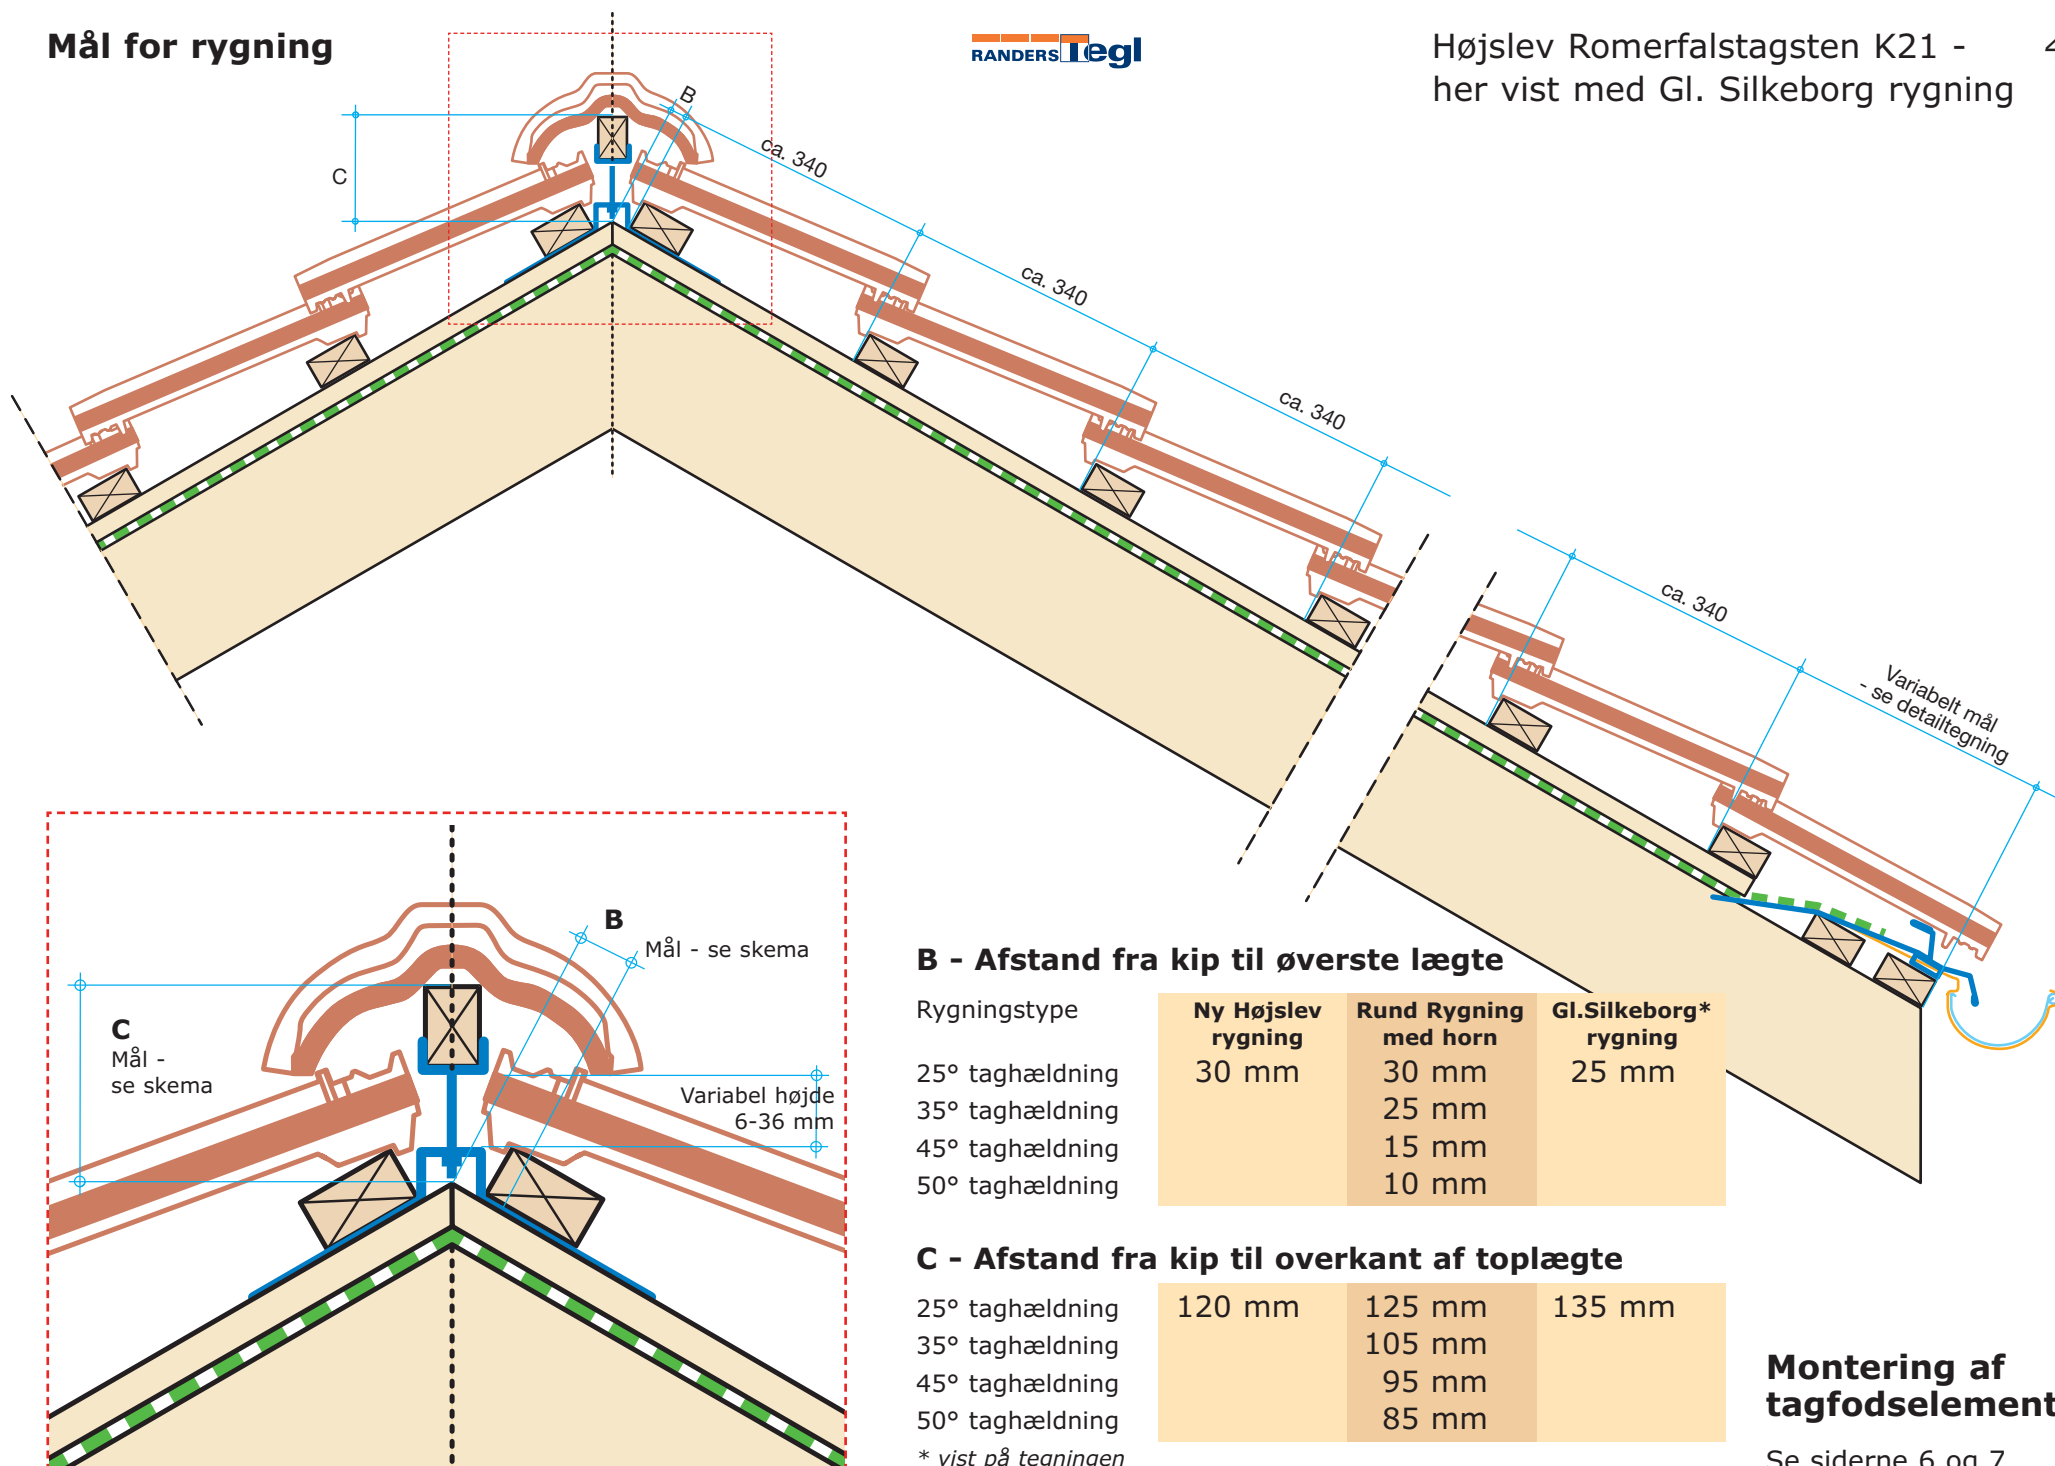 Mål for rygning
RANDERS Tegl
Højslev Romerfalstagsten K21 -
her vist med Gl. Silkeborg rygning
B
C
ca. 340
ca. 340
ca. 340
ca. 340
Variabelt mål
- se detailtegning
B
Mål - se skema
C
Mål -
se skema
Variabel højde
6-36 mm
B - Afstand fra kip til øverste lægte
Rygningstype
Ny Højslev rygning
Rund Rygning med horn
Gl.Silkeborg* rygning
25° taghældning 30 mm 30 mm 25 mm
35° taghældning 25 mm
45° taghældning 15 mm
50° taghældning 10 mm
C - Afstand fra kip til overkant af toplægte
25° taghældning 120 mm 125 mm 135 mm
35° taghældning 105 mm
45° taghældning 95 mm
50° taghældning 85 mm
* vist på tegningen
Montering af
tagfodselement
Se siderne 6 og 7